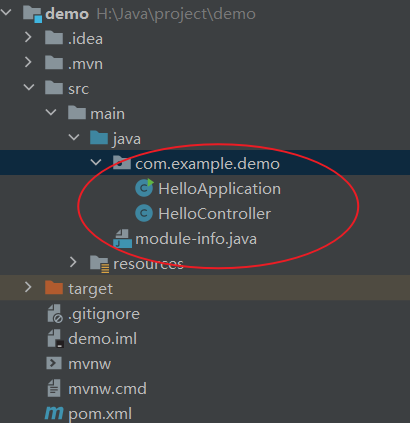 demo H:\Java\project\demo
.idea
.mvn
src
main
java
com.example.demo
HelloApplication
HelloController
module-info.java
resources
target
.gitignore
demo.iml
mvnw
mvnw.cmd
pom.xml